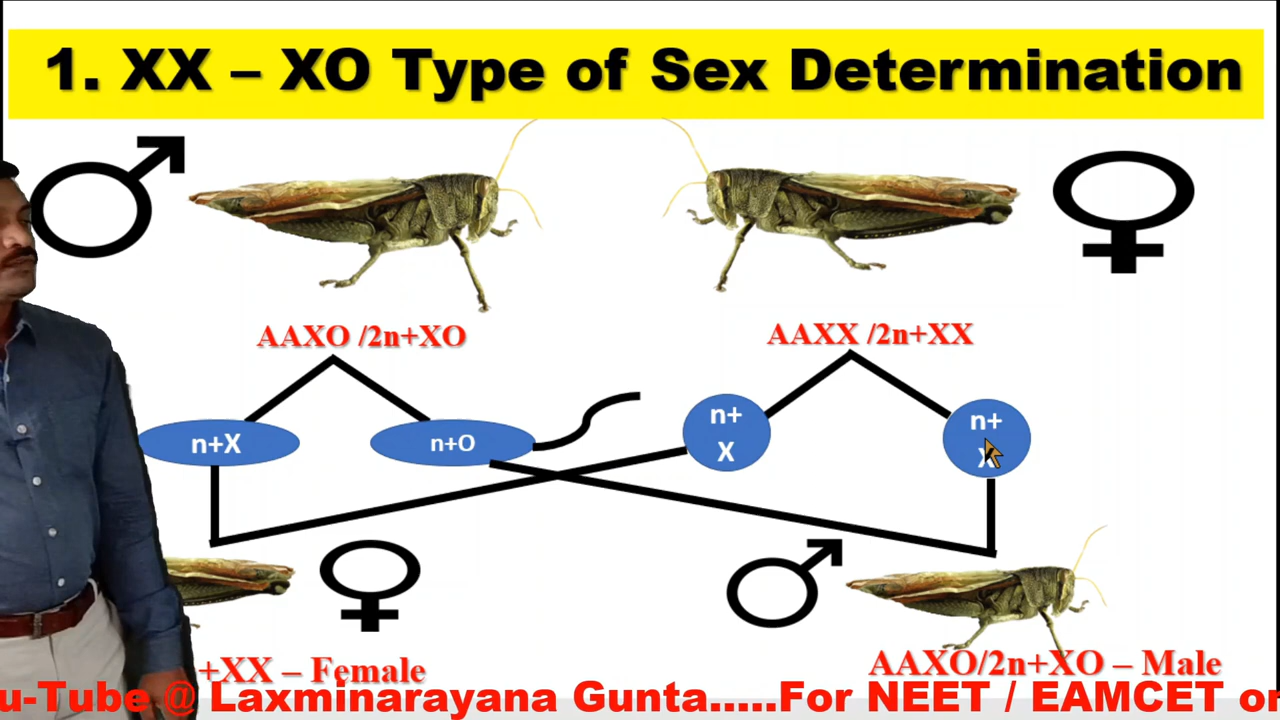 1. XX – XO Type of Sex Determination
AAXO /2n+XO
AAXX /2n+XX
n+X
n+O
n+
X
n+
X
+XX – Female
AAXO/2n+XO – Male
u-Tube @ Laxminarayana Gunta.....For NEET / EAMCET